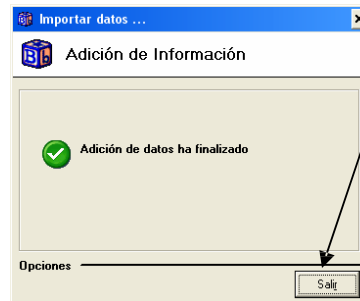 Importar datos ...
Adición de Información
Adición de datos ha finalizado
Opciones
Salir